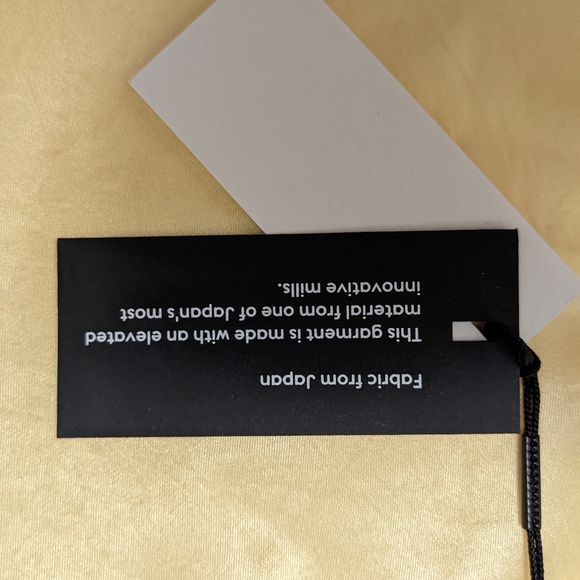 Fabric from Japan
This garment is made with an elevated
material from one of Japan's most
innovative mills.